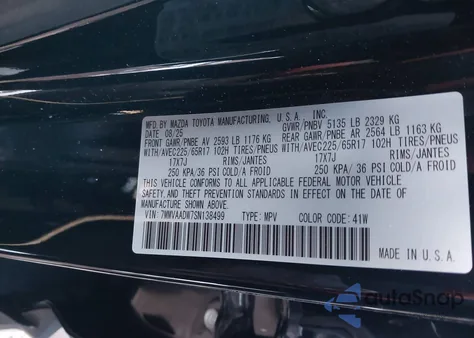 MFD. BY MAZDA TOYOTA MANUFACTURING, U.S.A., INC.
DATE 08/25 GVWR/PNBV 5135 LB 2329 KG
FRONT GAWR/PNBE AV 2593 LB 1176 KG REAR GAWR/PNBE AR 2564 LB 1163 KG
WITH/AVEC225/65R17 102H TIRES/PNEUS WITH/AVEC225/65R17 102H TIRES/PNEUS
17X7J RIMS/JANTES 17X7J RIMS/JANTES
250 KPA/ 36 PSI COLD/A FROID 250 KPA/ 36 PSI COLD/A FROID
THIS VEHICLE CONFORMS TO ALL APPLICABLE FEDERAL MOTOR VEHICLE
SAFETY, AND THEFT PREVENTION STANDARDS IN EFFECT ON THE DATE OF
MANUFACTURE SHOWN ABOVE.
VIN: 7MMVAADW7SN138499 TYPE: MPV COLOR CODE: 41W
MADE IN U.S.A.
autoSnap